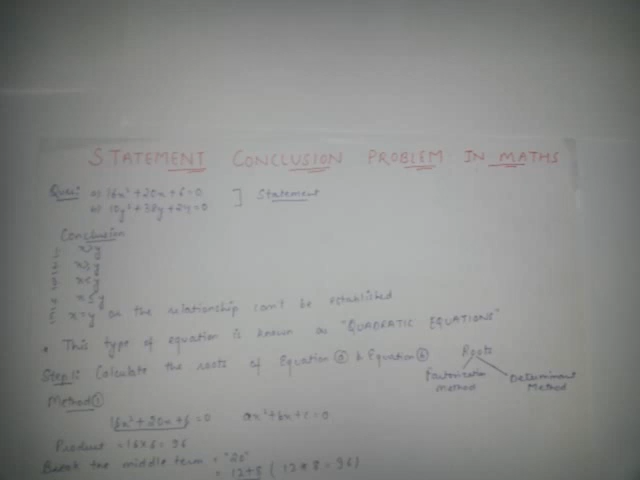 STATEMENT CONCLUSION PROBLEM IN MATHS
Ques: a) 16x²+20x+6=0 ] Statement
b) 10y²+38y+24=0
Conclusion
x=y or the relationship can't be established
• This type of equation is known as "QUADRATIC EQUATIONS"
Step 1: Calculate the roots of Equation ⓐ & Equation ⓑ
Roots
Factorization Method
Determinant Method
Method ①
16x²+20x+6=0 ax²+bx+c=0
Product = 16x6 = 96
Break the middle term = "20"
= 12+8 (12*8=96)